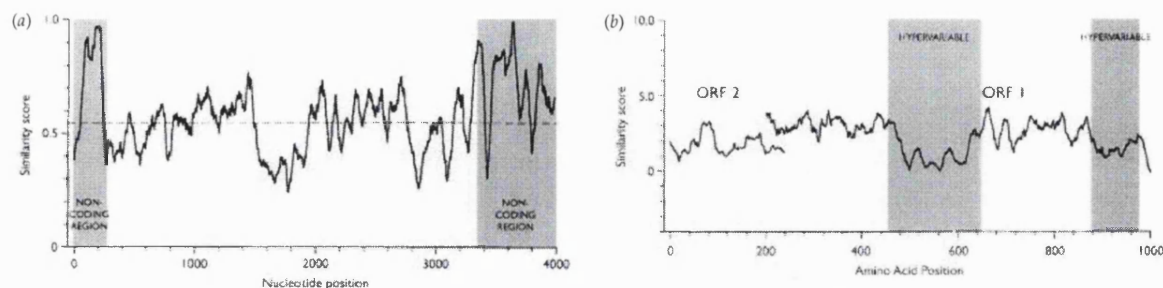 (a)
1.0
0.5
0
Similarity score
NON-
CODING
REGION
NON-
CODING
REGION
0
1000
2000
3000
4000
Nucleotide position
(b)
10.0
5.0
0
Similarity score
HYPERVARIABLE
HYPERVARIABLE
ORF 2
ORF 1
0
200
400
600
800
1000
Amino Acid Position